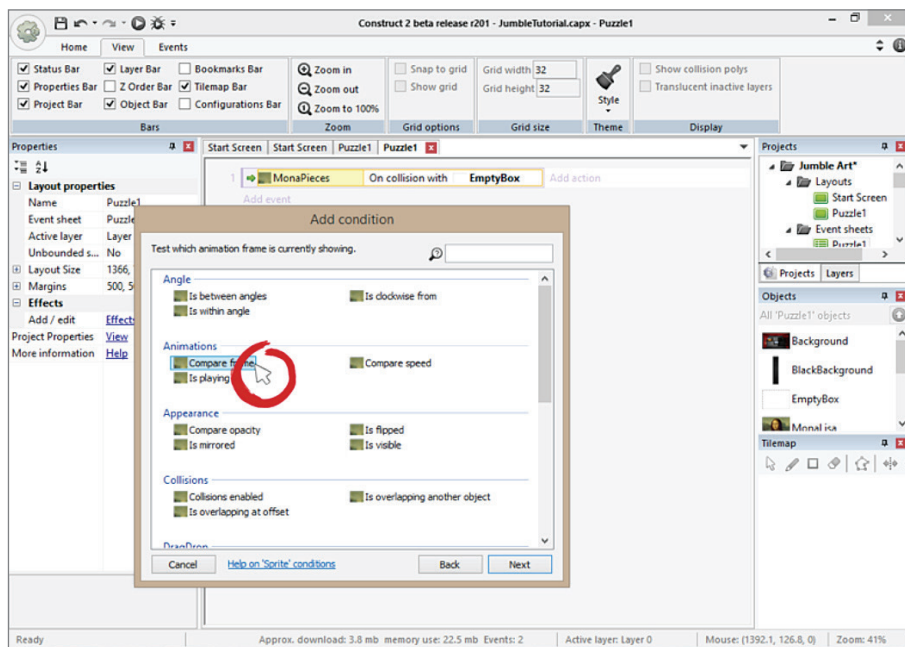 Construct 2 beta release r201 - JumbleTutorial.capx - Puzzle1
Home View Events
Status Bar Layer Bar Bookmarks Bar
Properties Bar Z Order Bar Tilemap Bar
Project Bar Object Bar Configurations Bar
Bars
Zoom in
Zoom out
Zoom to 100%
Zoom
Snap to grid
Show grid
Grid options
Grid width 32
Grid height 32
Grid size
Style
Theme
Show collision polys
Translucent inactive layers
Display
Properties
Layout properties
Name Puzzle1
Event sheet Puzzle
Active layer Layer
Unbounded s... No
Layout Size 1366,
Margins 500, 5
Effects
Add / edit Effects
Project Properties View
More information Help
Start Screen Start Screen Puzzle1 Puzzle1
1 MonaPieces On collision with EmptyBox Add action
Add event
Add condition
Test which animation frame is currently showing.
Angle
Is between angles Is clockwise from
Is within angle
Animations
Compare frame Compare speed
Is playing
Appearance
Compare opacity Is flipped
Is mirrored Is visible
Collisions
Collisions enabled Is overlapping another object
Is overlapping at offset
DragDrop
Cancel Help on 'Sprite' conditions Back Next
Projects
Jumble Art*
Layouts
Start Screen
Puzzle1
Event sheets
Puzzle1
Projects Layers
Objects
All 'Puzzle1' objects
Background
BlackBackground
EmptyBox
MonaLisa
Tilemap
Ready Approx. download: 3.8 mb memory use: 22.5 mb Events: 2 Active layer: Layer 0 Mouse: (1392.1, 126.8, 0) Zoom: 41%